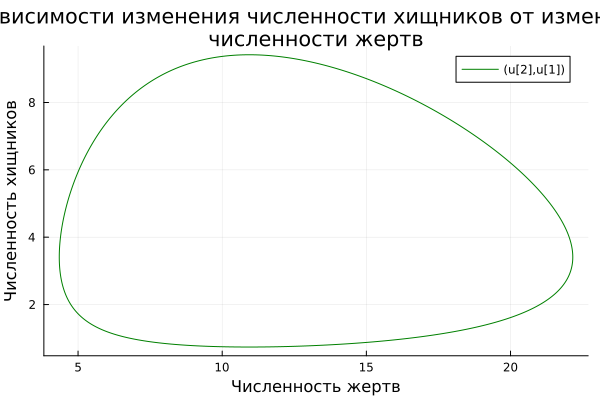 висимости изменения численности хищников от измен
численности жертв
(u[2],u[1])
Численность хищников
8
6
4
2
5
10
15
20
Численность жертв